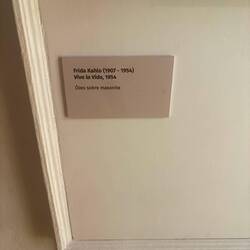 Frida Kahlo (1907 - 1954)
Viva la Vida, 1954
Óleo sobre masonite